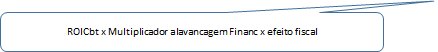 ROICbt x Multiplicador alavancagem Financ x efeito fiscal